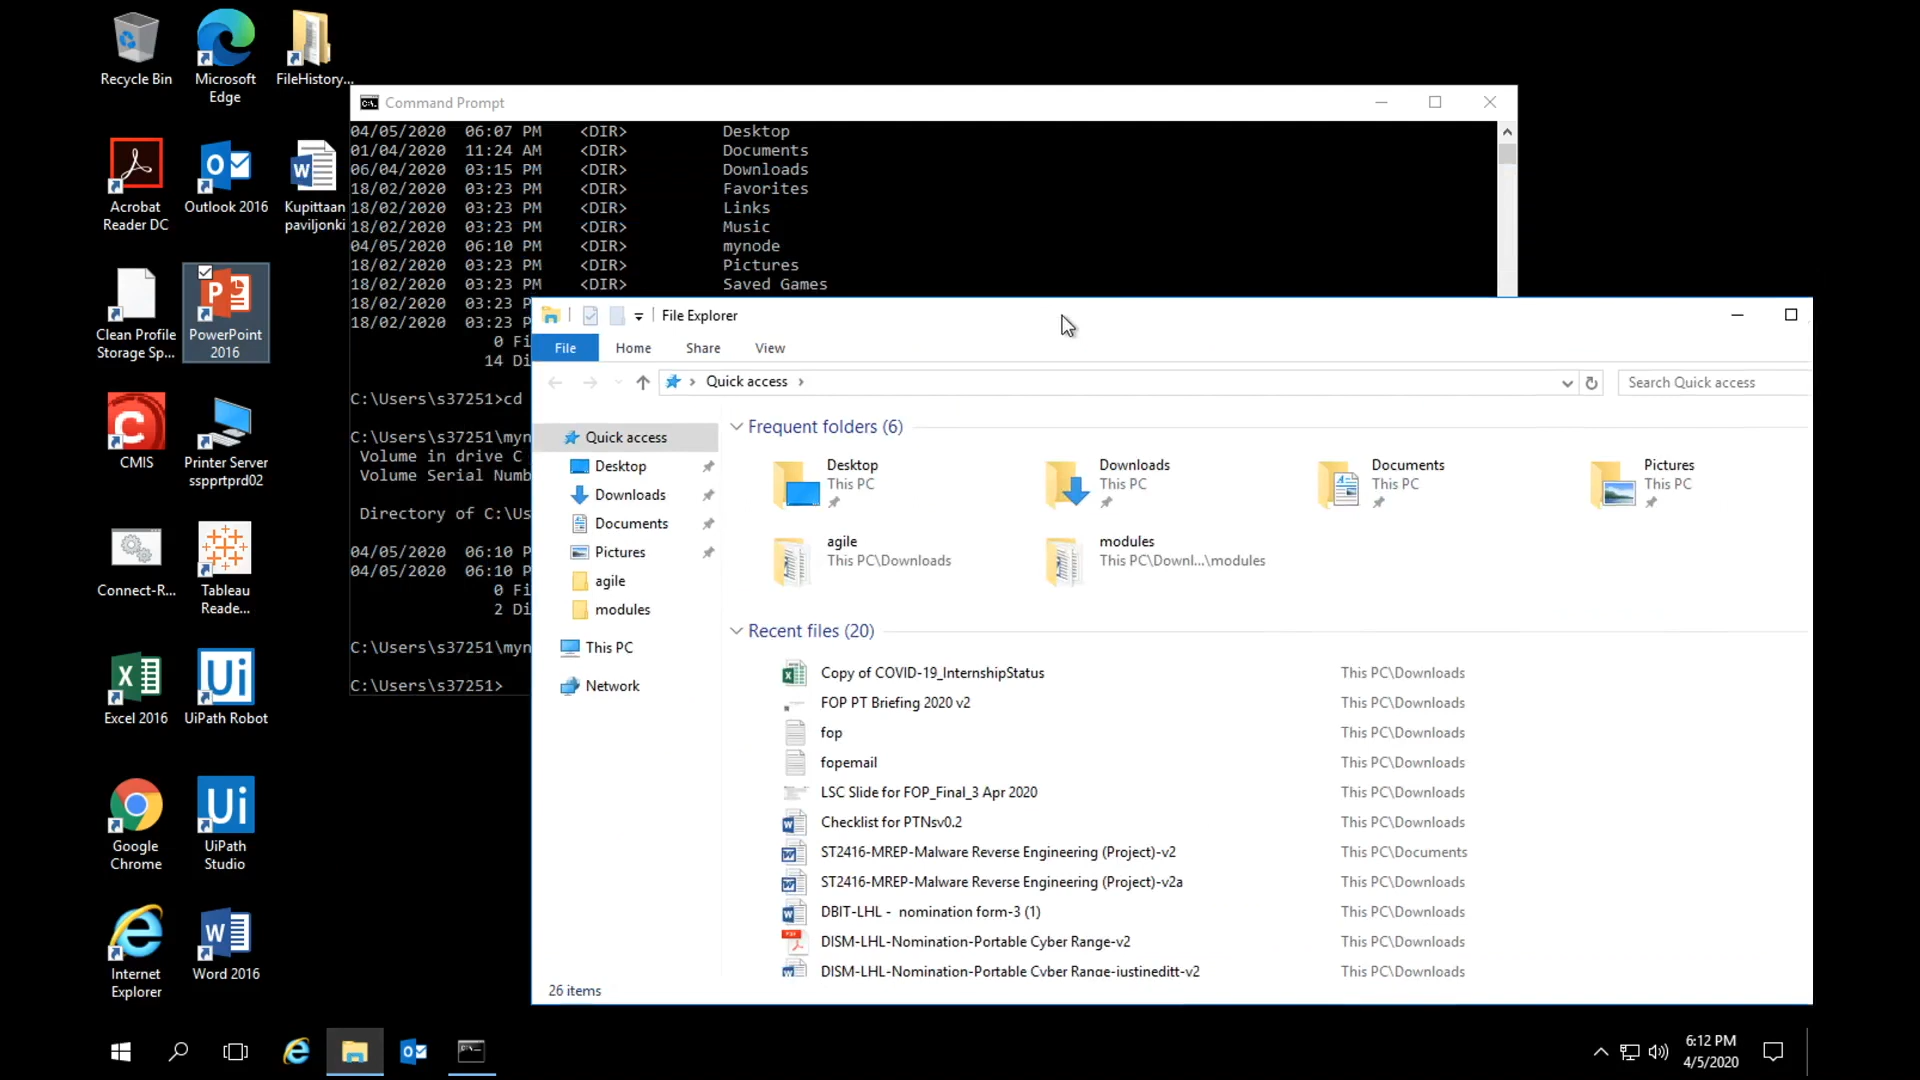 Recycle Bin
Microsoft
Edge
FileHistory...
Acrobat
Reader DC
Outlook 2016
Kupittaan
paviljonki
Clean Profile
Storage Sp...
PowerPoint
2016
CMIS
Printer Server
sspprtprd02
Connect-R...
Tableau
Reade...
Excel 2016
UiPath Robot
Google
Chrome
UiPath
Studio
Internet
Explorer
Word 2016
Command Prompt
04/05/2020 06:07 PM <DIR> Desktop
01/04/2020 11:24 AM <DIR> Documents
06/04/2020 03:15 PM <DIR> Downloads
18/02/2020 03:23 PM <DIR> Favorites
18/02/2020 03:23 PM <DIR> Links
18/02/2020 03:23 PM <DIR> Music
04/05/2020 06:10 PM <DIR> mynode
18/02/2020 03:23 PM <DIR> Pictures
18/02/2020 03:23 PM <DIR> Saved Games
18/02/2020 03:23 P
18/02/2020 03:23 P
0 Fi
14 Di
C:\Users\s37251>cd
C:\Users\s37251\myn
Volume in drive C
Volume Serial Numb
Directory of C:\Us
04/05/2020 06:10 P
04/05/2020 06:10 P
0 Fi
2 Di
C:\Users\s37251\myn
C:\Users\s37251>
File Explorer
File Home Share View
Quick access
Search Quick access
Quick access
Desktop
Downloads
Documents
Pictures
agile
modules
This PC
Network
Frequent folders (6)
Desktop
This PC
Downloads
This PC
Documents
This PC
Pictures
This PC
agile
This PC\Downloads
modules
This PC\Downl...\modules
Recent files (20)
Copy of COVID-19_InternshipStatus This PC\Downloads
FOP PT Briefing 2020 v2 This PC\Downloads
fop This PC\Downloads
fopemail This PC\Downloads
LSC Slide for FOP_Final_3 Apr 2020 This PC\Downloads
Checklist for PTNsv0.2 This PC\Downloads
ST2416-MREP-Malware Reverse Engineering (Project)-v2 This PC\Documents
ST2416-MREP-Malware Reverse Engineering (Project)-v2a This PC\Downloads
DBIT-LHL - nomination form-3 (1) This PC\Downloads
DISM-LHL-Nomination-Portable Cyber Range-v2 This PC\Downloads
DISM-LHL-Nomination-Portable Cyber Range-justineditt-v2 This PC\Downloads
26 items
6:12 PM
4/5/2020